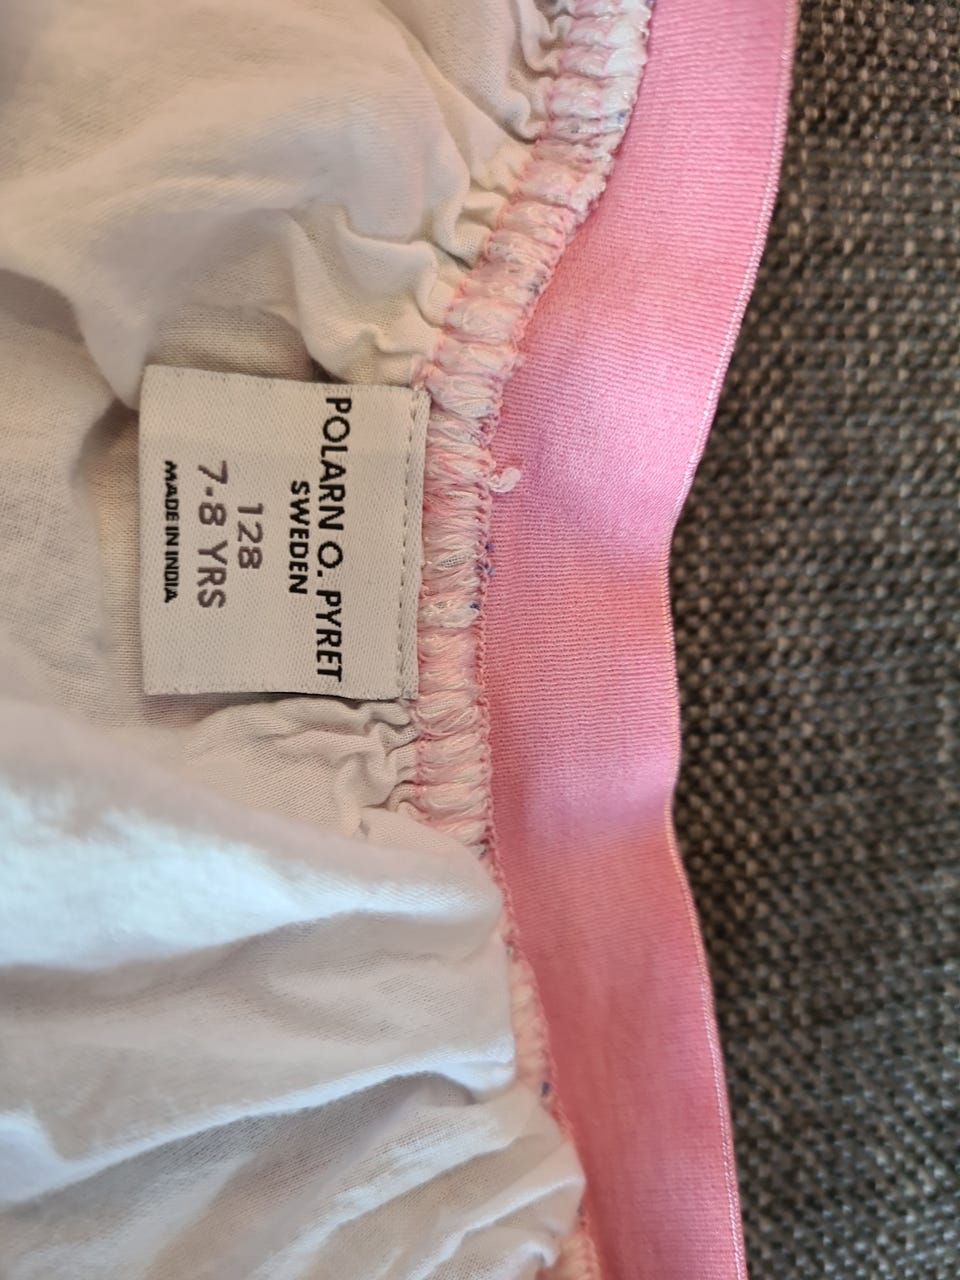 POLARN O. PYRET
SWEDEN
128
7-8 YRS
MADE IN INDIA